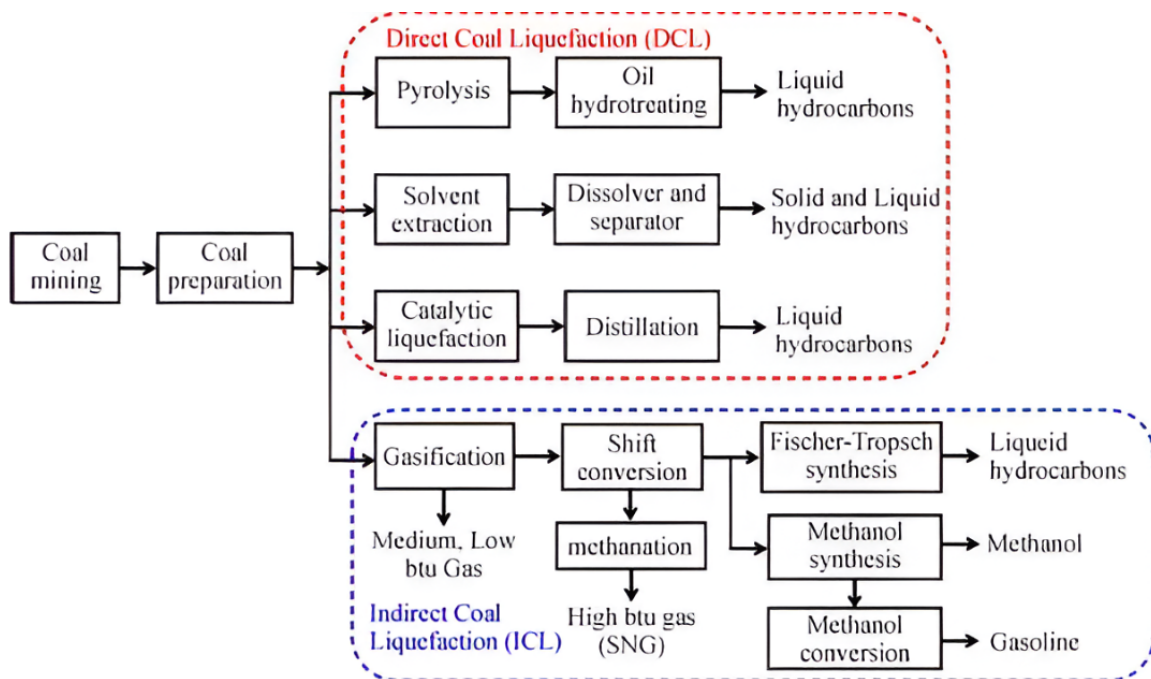 Direct Coal Liquefaction (DCL)
Pyrolysis
Oil
hydrotreating
Liquid
hydrocarbons
Solvent
extraction
Dissolver and
separator
Solid and Liquid
hydrocarbons
Coal
mining
Coal
preparation
Catalytic
liquefaction
Distillation
Liquid
hydrocarbons
Gasification
Shift
conversion
Fischer-Tropsch
synthesis
Liqueid
hydrocarbons
Medium, Low
btu Gas
methanation
Methanol
synthesis
Methanol
High btu gas
(SNG)
Methanol
conversion
Gasoline
Indirect Coal
Liquefaction (ICL)